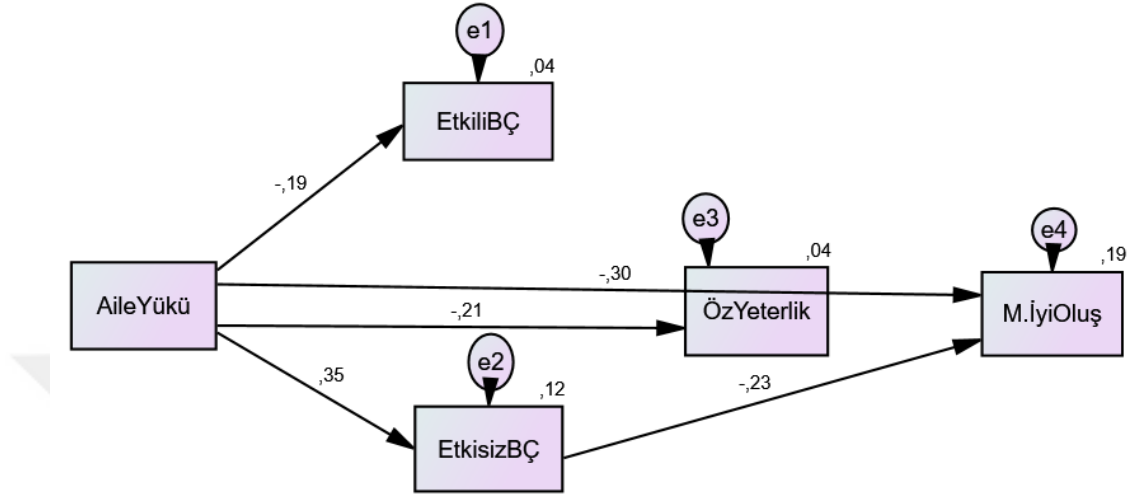 e1
,04
EtkiliBÇ
-,19
e3
e4
,04
,19
-,30
AileYükü
ÖzYeterlik
M.İyiOluş
-,21
e2
,35
,12
-,23
EtkisizBÇ